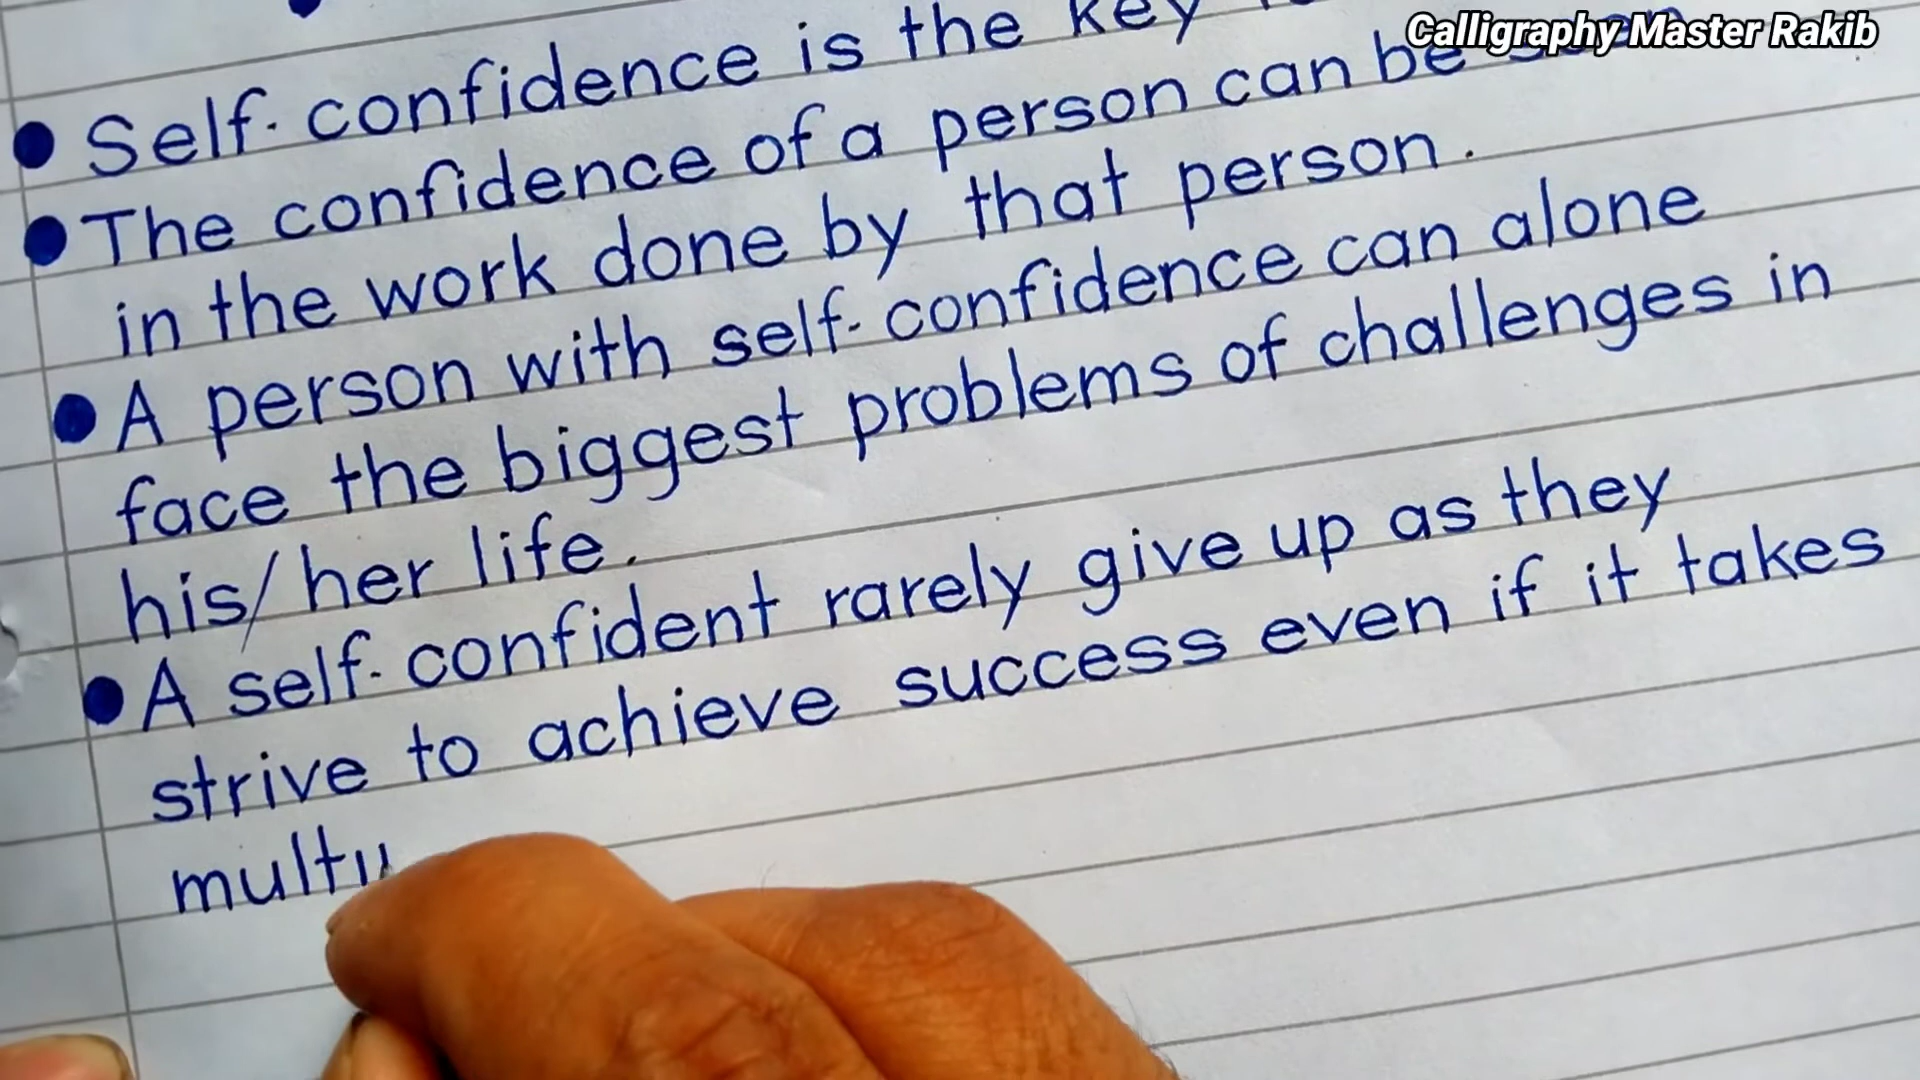 Calligraphy Master Rakib
Self-confidence is the key
The confidence of a person can be seen
in the work done by that person.
A person with self-confidence can alone
face the biggest problems of challenges in
his/her life.
A self-confident rarely give up as they
strive to achieve success even if it takes